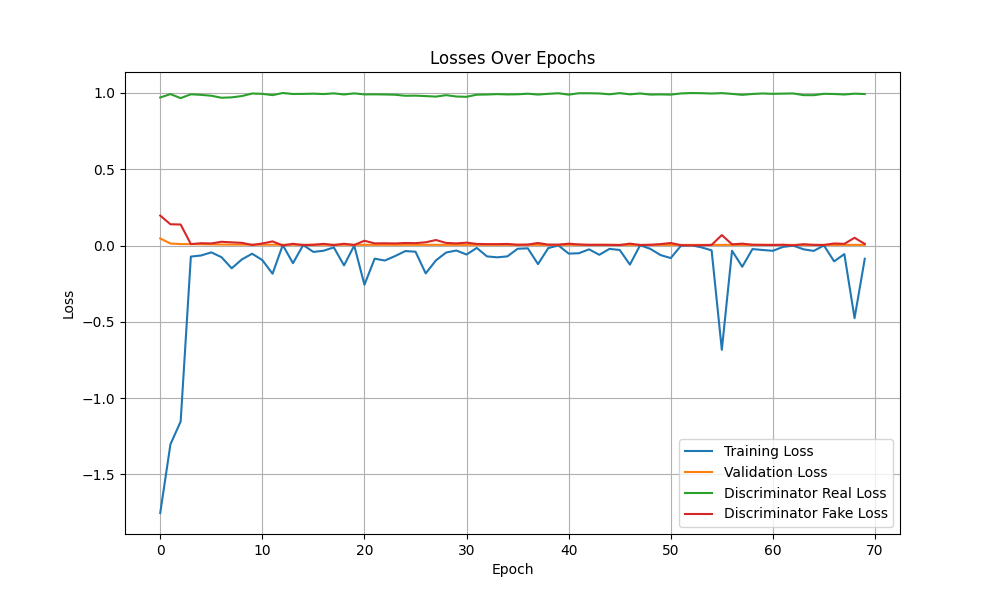 Losses Over Epochs
1.0
0.5
0.0
−0.5
−1.0
−1.5
Loss
0 10 20 30 40 50 60 70
Epoch
Training Loss
Validation Loss
Discriminator Real Loss
Discriminator Fake Loss